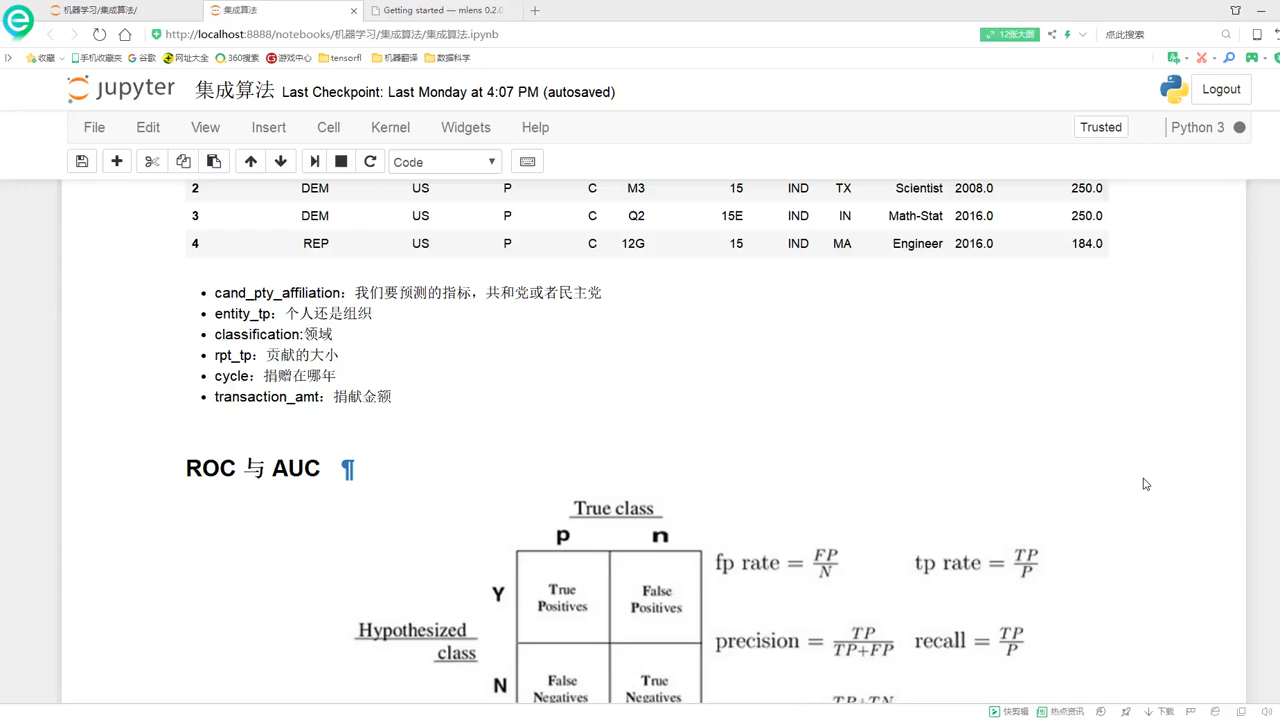 机器学习/集成算法/
集成算法
Getting started — mlens 0.2.0
http://localhost:8888/notebooks/机器学习/集成算法/集成算法.ipynb
12张大图
点此搜索
收藏 手机收藏夹 谷歌 网址大全 360搜索 游戏中心 tensorfl 机器翻译 数据科学
jupyter 集成算法 Last Checkpoint: Last Monday at 4:07 PM (autosaved)
Logout
File Edit View Insert Cell Kernel Widgets Help
Trusted
Python 3
Code
2 DEM US P C M3 15 IND TX Scientist 2008.0 250.0
3 DEM US P C Q2 15E IND IN Math-Stat 2016.0 250.0
4 REP US P C 12G 15 IND MA Engineer 2016.0 184.0
cand_pty_affiliation：我们要预测的指标，共和党或者民主党
entity_tp：个人还是组织
classification:领域
rpt_tp：贡献的大小
cycle：捐赠在哪年
transaction_amt：捐献金额
ROC 与 AUC ¶
True class
p n
Y
True Positives
False Positives
Hypothesized class
N
False Negatives
True Negatives
fp rate = FP/N
tp rate = TP/P
precision = TP/TP+FP
recall = TP/P
TP+TN
快剪辑 热点资讯 下载